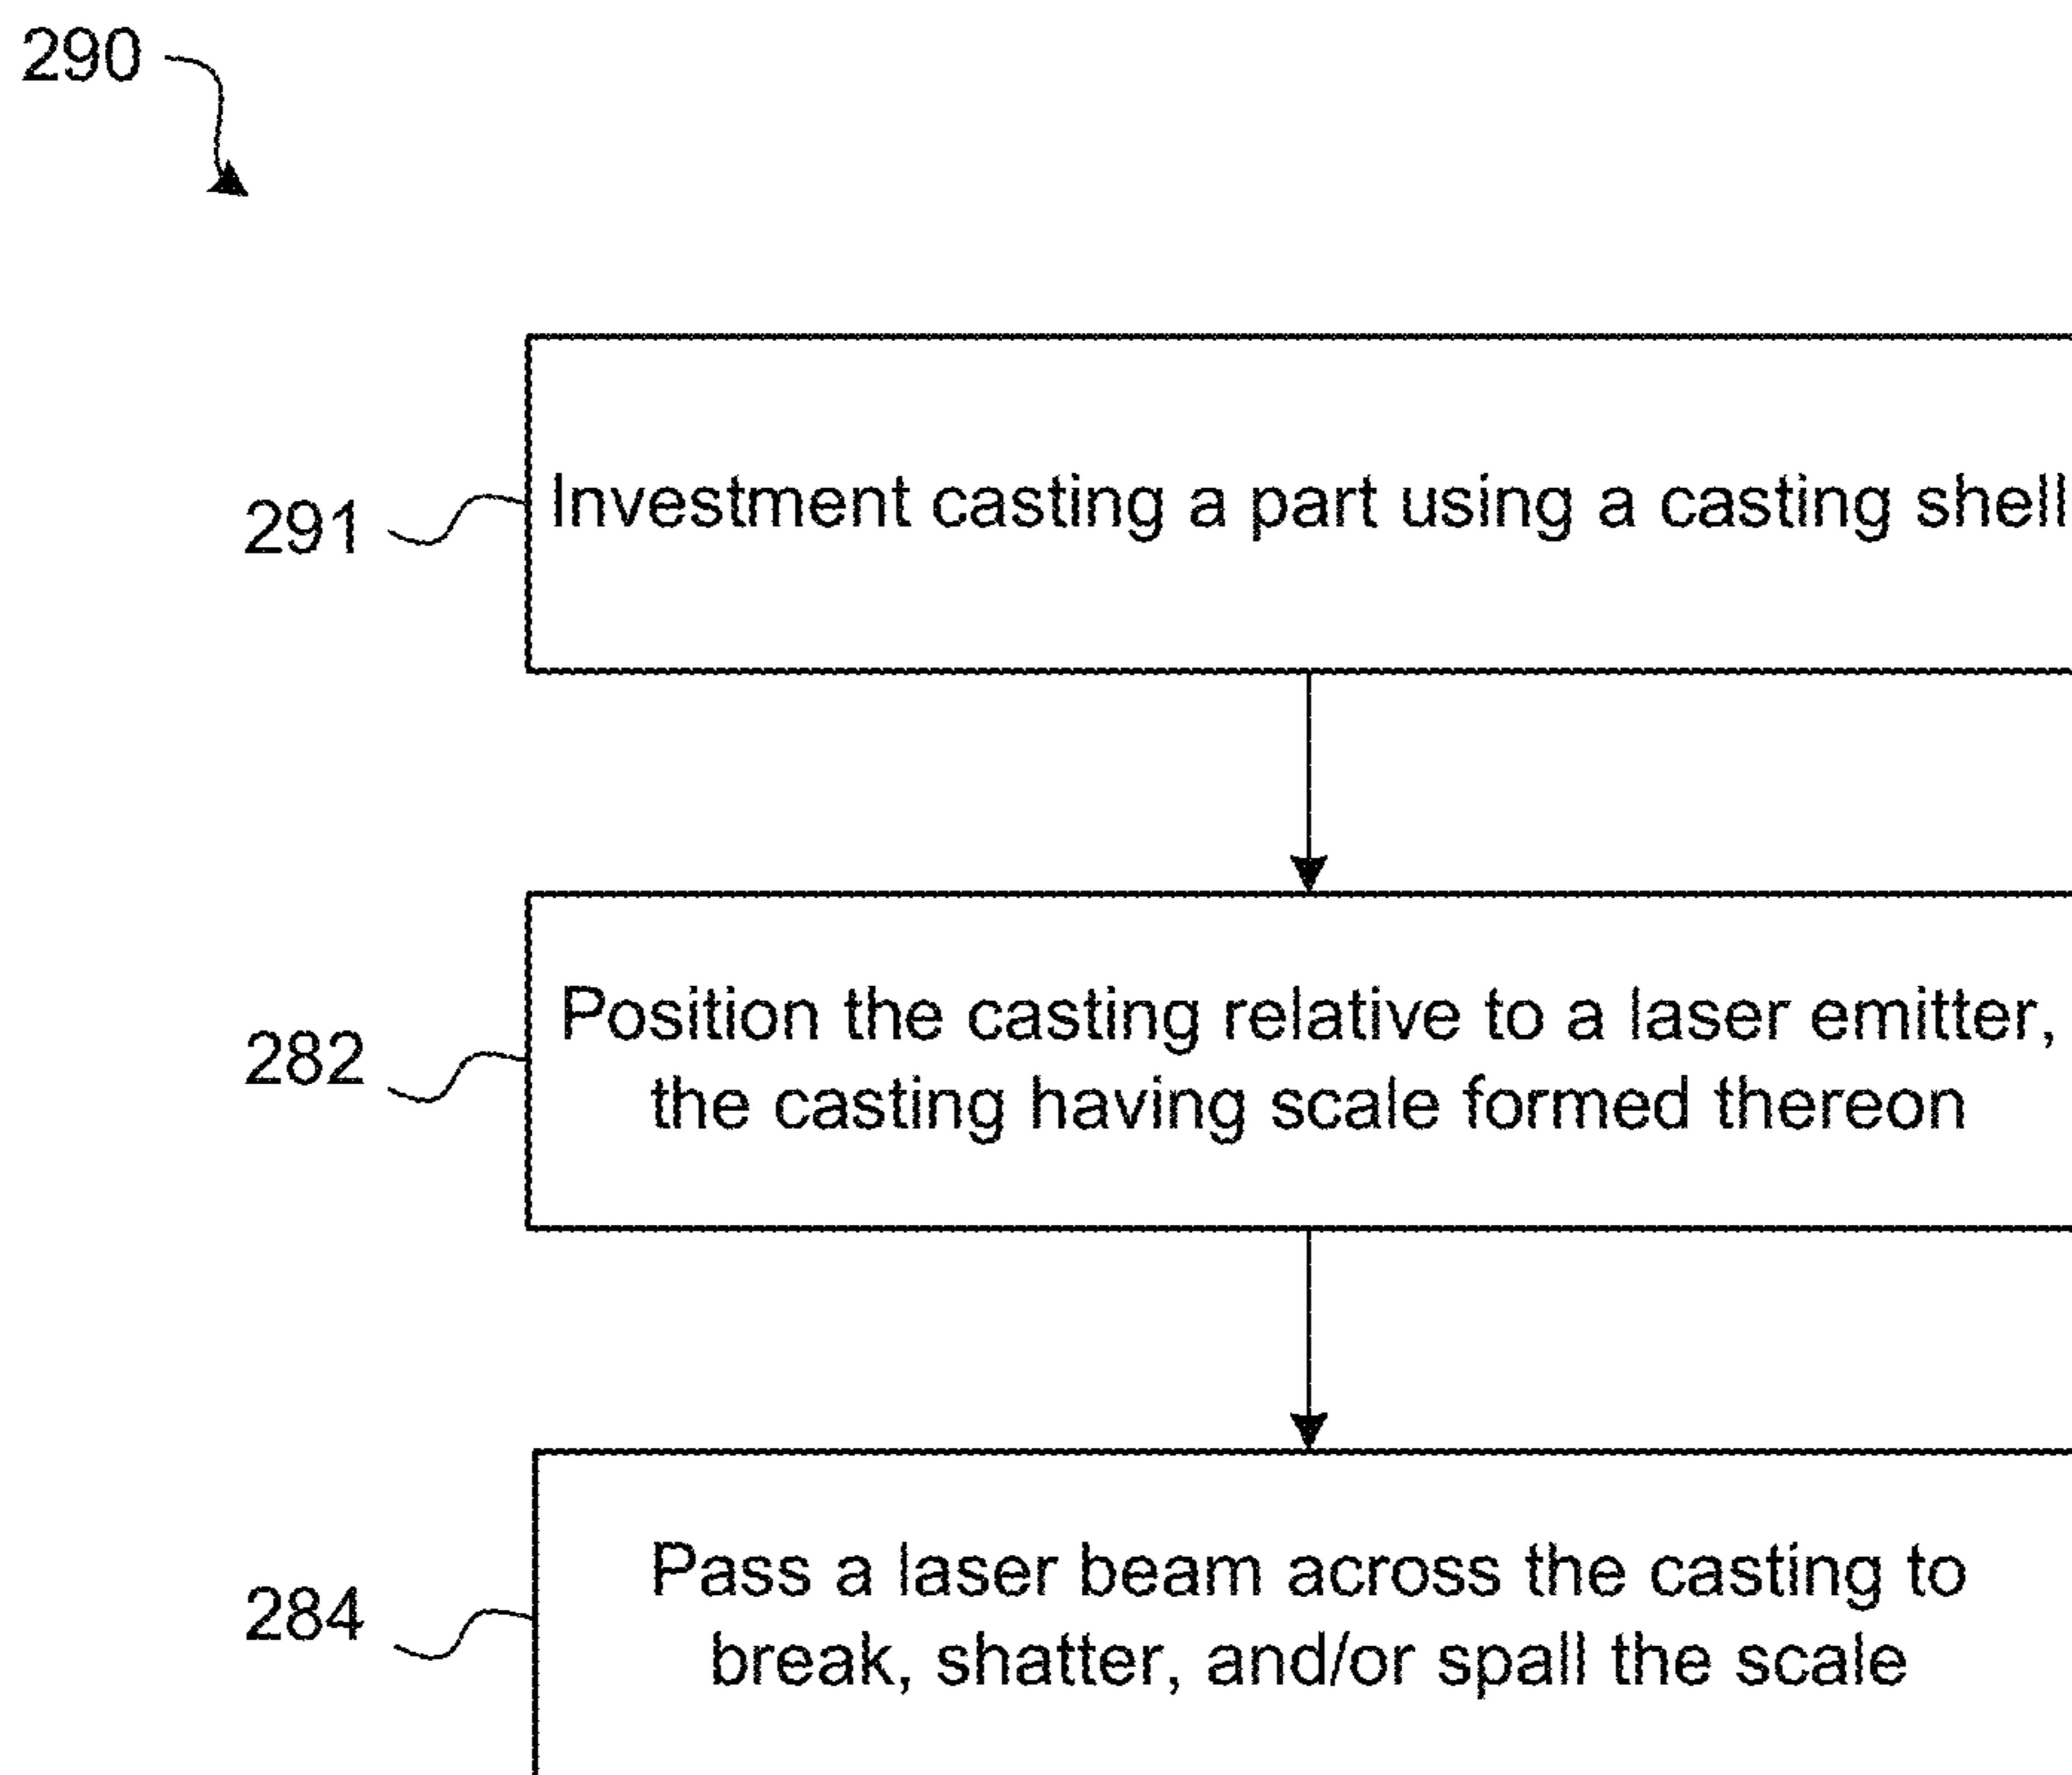 290
291
Investment casting a part using a casting shell
282
Position the casting relative to a laser emitter,
the casting having scale formed thereon
284
Pass a laser beam across the casting to
break, shatter, and/or spall the scale